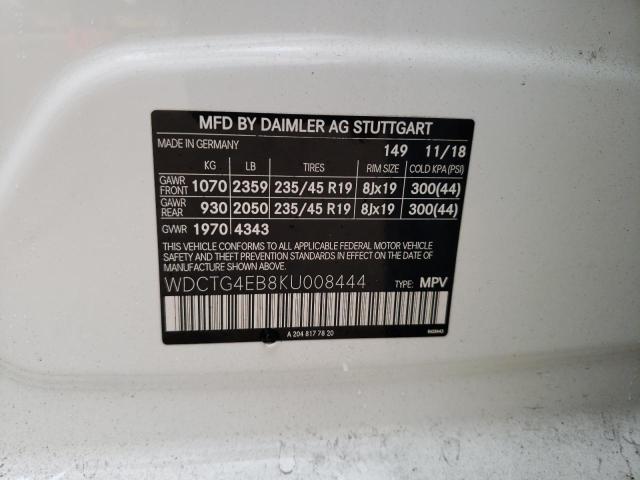 MFD BY DAIMLER AG STUTTGART
MADE IN GERMANY 149 11/18
KG LB TIRES RIM SIZE COLD KPA(PSI)
GAWR FRONT 1070 2359 235/45 R19 8Jx19 300(44)
GAWR REAR 930 2050 235/45 R19 8Jx19 300(44)
GVWR 1970 4343
THIS VEHICLE CONFORMS TO ALL APPLICABLE FEDERAL MOTOR VEHICLE
SAFETY AND THEFT PREVENTION STANDARDS IN EFFECT ON THE DATE
OF MANUFACTURE SHOWN ABOVE.
WDCTG4EB8KU008444 TYPE: MPV
A 204 817 78 20